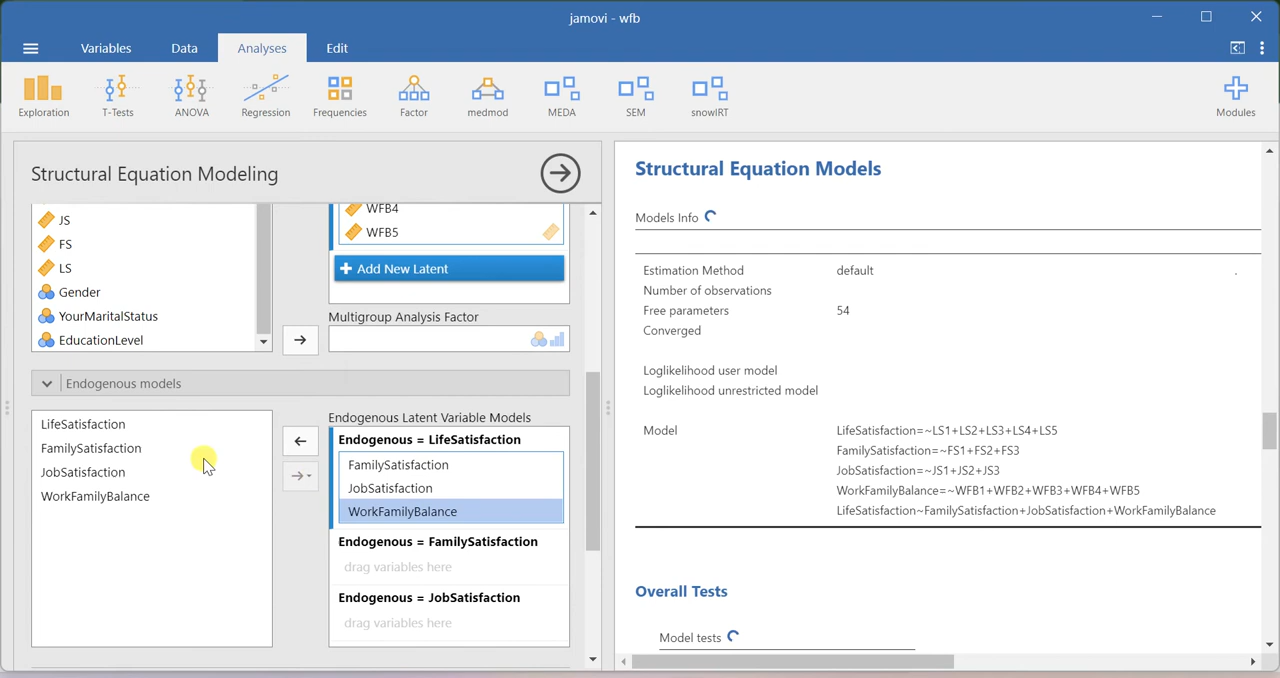 jamovi - wfb
Variables
Data
Analyses
Edit
Exploration
T-Tests
ANOVA
Regression
Frequencies
Factor
medmod
MEDA
SEM
snowIRT
Modules
Structural Equation Modeling
JS
FS
LS
Gender
YourMaritalStatus
EducationLevel
WFB4
WFB5
Add New Latent
Multigroup Analysis Factor
Endogenous models
LifeSatisfaction
FamilySatisfaction
JobSatisfaction
WorkFamilyBalance
Endogenous Latent Variable Models
Endogenous = LifeSatisfaction
FamilySatisfaction
JobSatisfaction
WorkFamilyBalance
Endogenous = FamilySatisfaction
drag variables here
Endogenous = JobSatisfaction
drag variables here
Structural Equation Models
Models Info
Estimation Method default .
Number of observations
Free parameters 54
Converged
Loglikelihood user model
Loglikelihood unrestricted model
Model LifeSatisfaction=~LS1+LS2+LS3+LS4+LS5
FamilySatisfaction=~FS1+FS2+FS3
JobSatisfaction=~JS1+JS2+JS3
WorkFamilyBalance=~WFB1+WFB2+WFB3+WFB4+WFB5
LifeSatisfaction~FamilySatisfaction+JobSatisfaction+WorkFamilyBalance
Overall Tests
Model tests